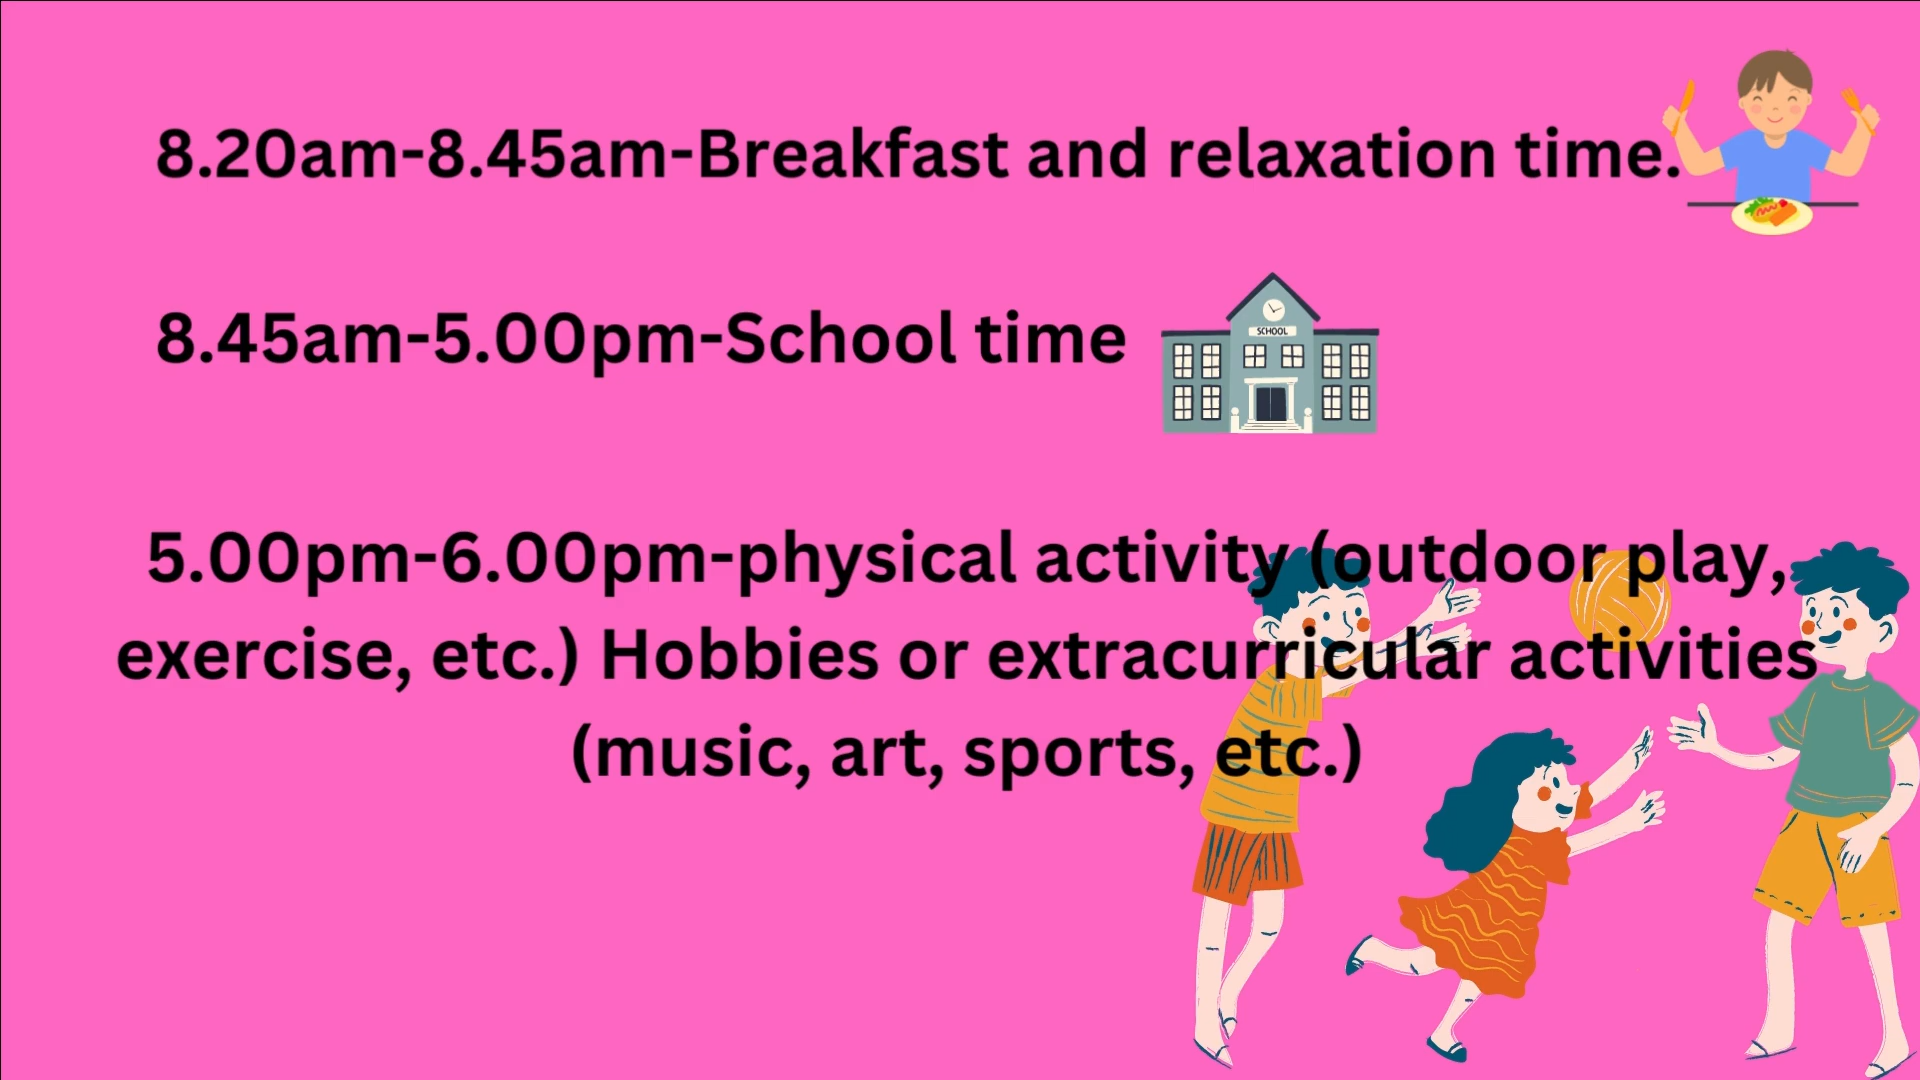 8.20am-8.45am-Breakfast and relaxation time.
8.45am-5.00pm-School time
SCHOOL
5.00pm-6.00pm-physical activity (outdoor play,
exercise, etc.) Hobbies or extracurricular activities
(music, art, sports, etc.)